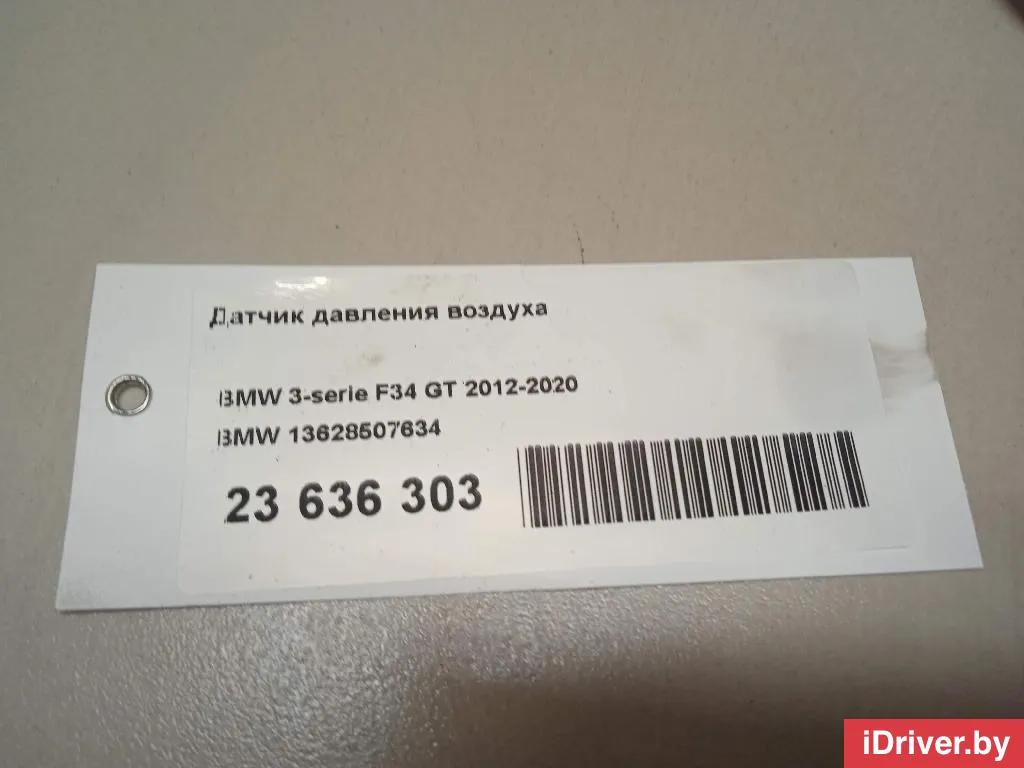 Датчик давления воздуха
BMW 3-serie F34 GT 2012-2020
BMW 13628507634
23 636 303
iDriver.by